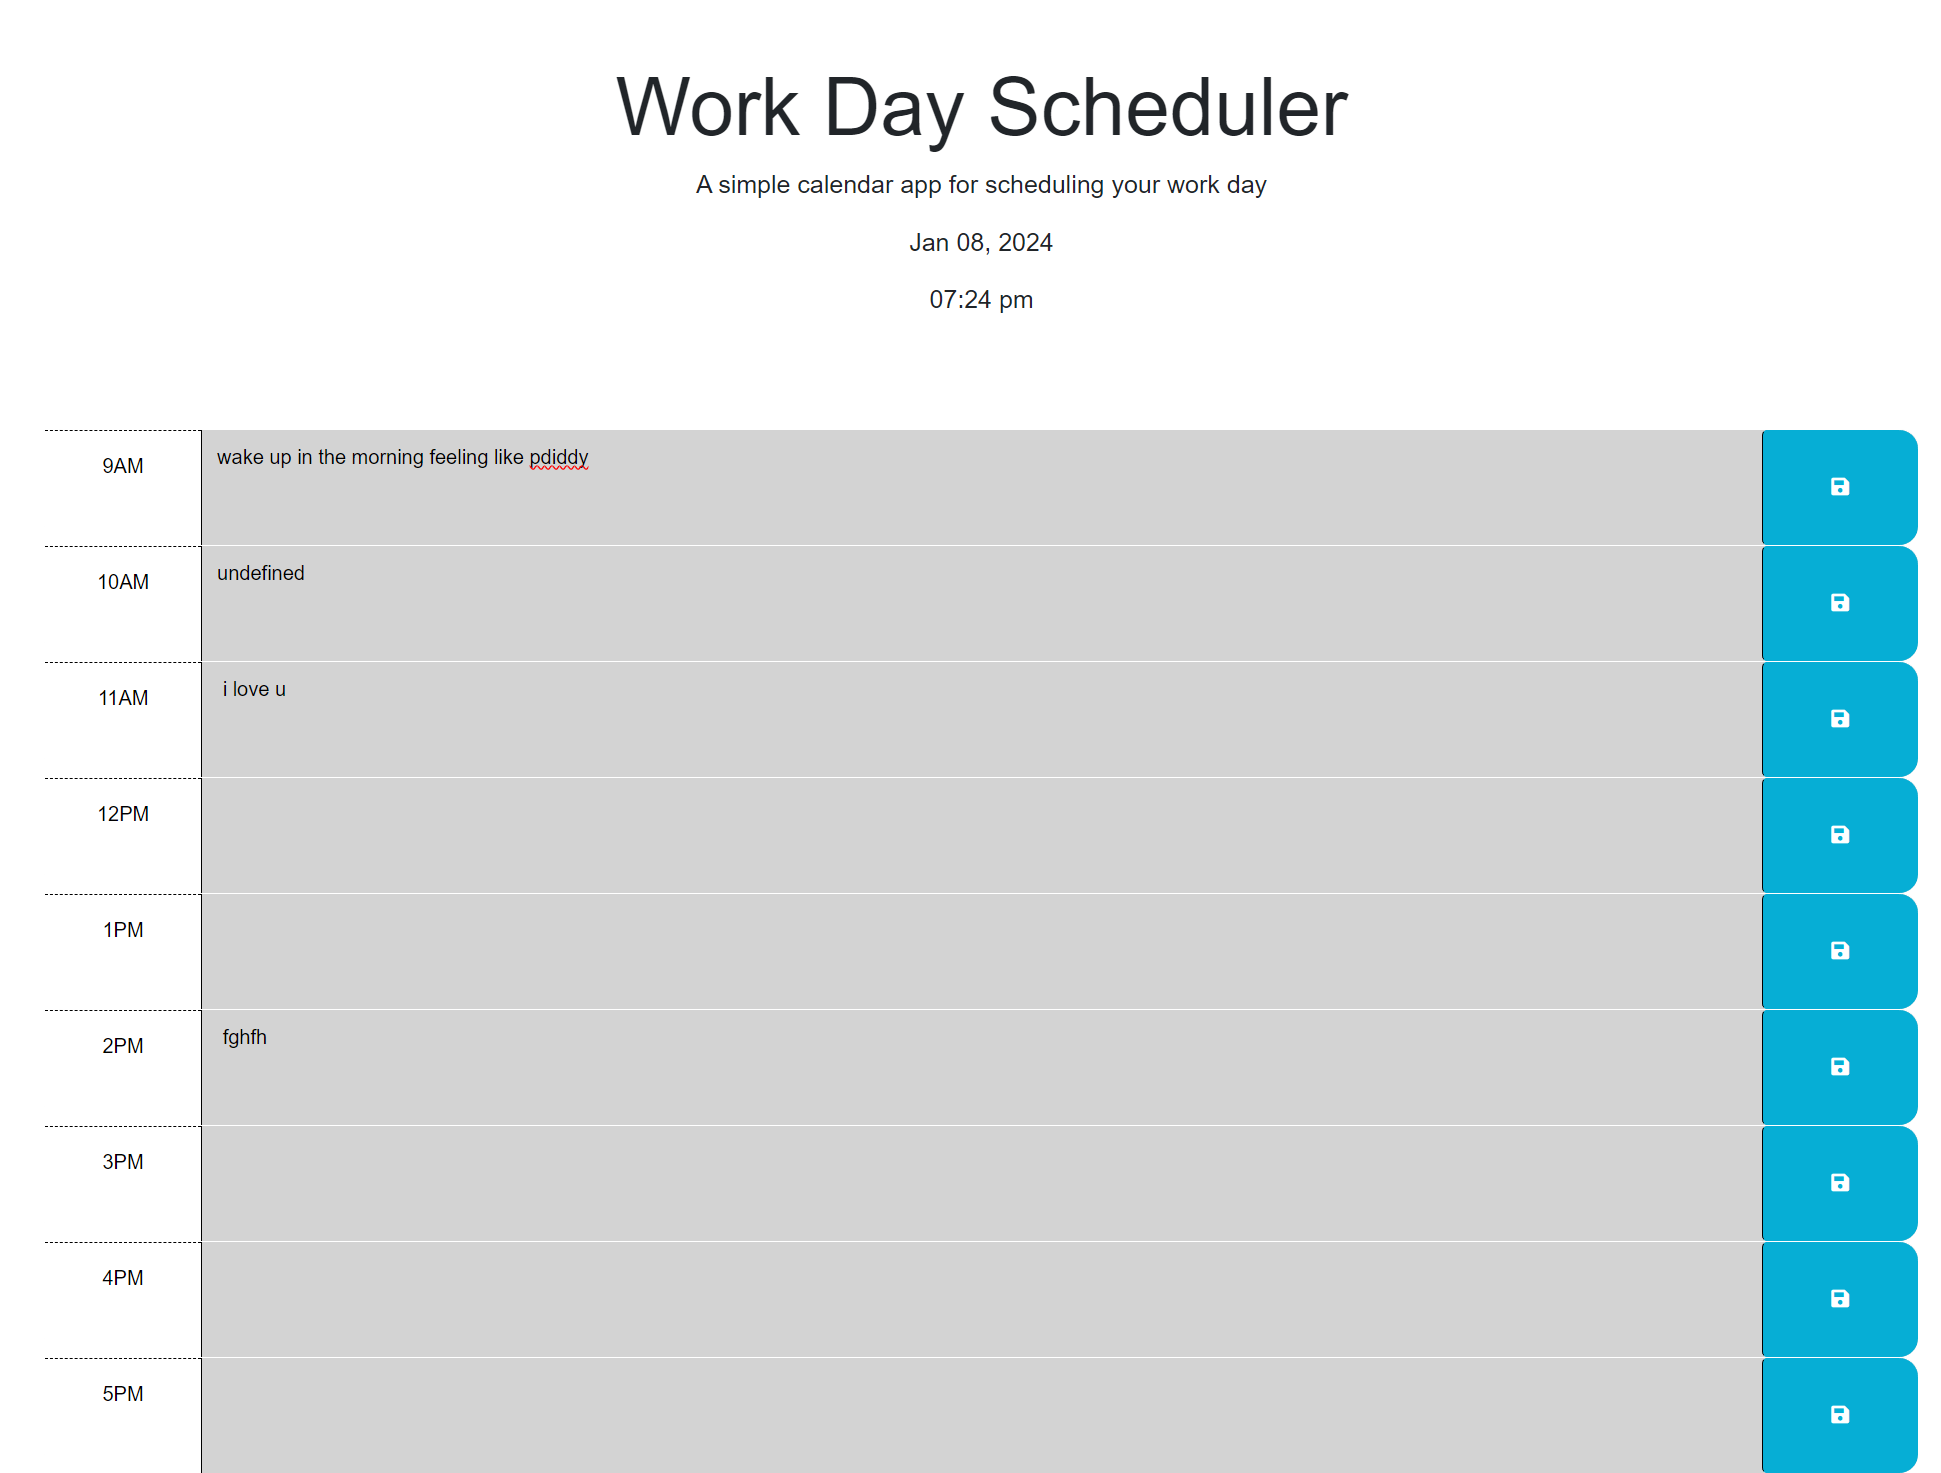 Work Day Scheduler
A simple calendar app for scheduling your work day
Jan 08, 2024
07:24 pm
9AM
wake up in the morning feeling like pdiddy
10AM
undefined
11AM
i love u
12PM
1PM
2PM
fghfh
3PM
4PM
5PM